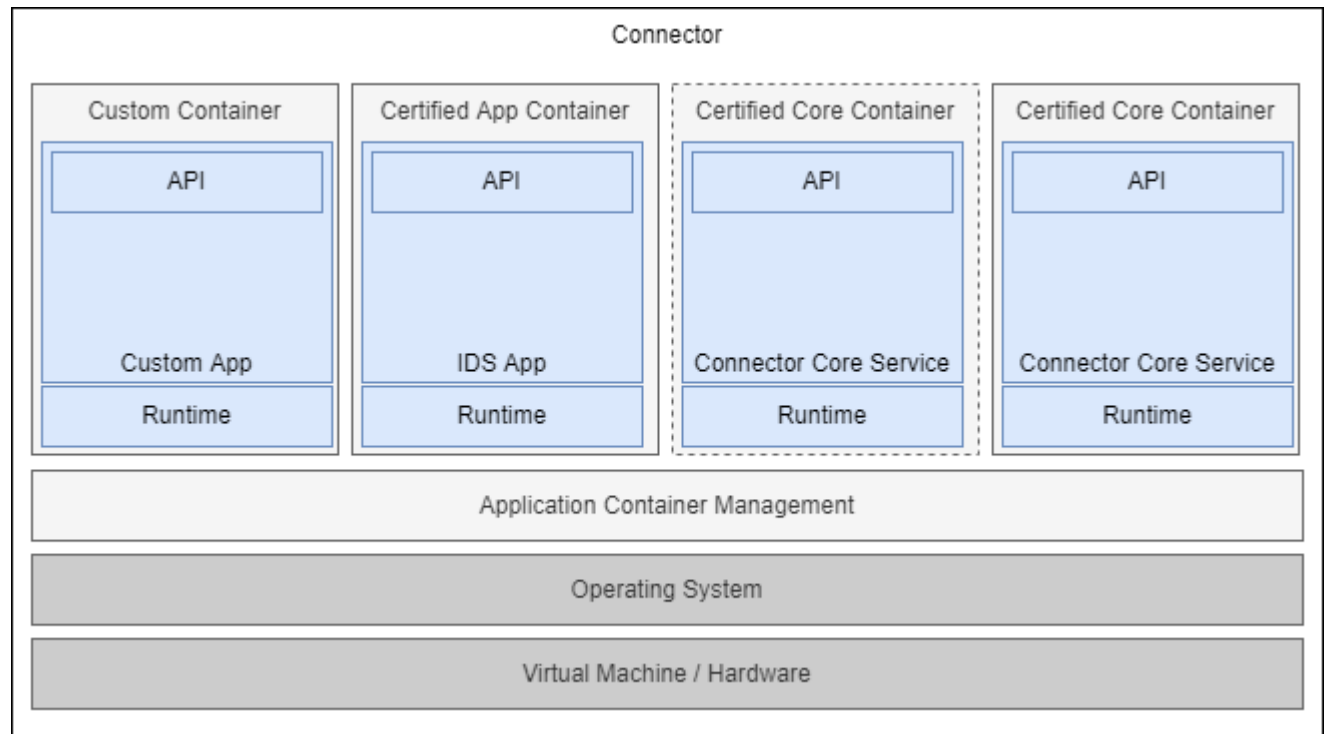 Connector
Custom Container
Certified App Container
Certified Core Container
Certified Core Container
API
API
API
API
Custom App
IDS App
Connector Core Service
Connector Core Service
Runtime
Runtime
Runtime
Runtime
Application Container Management
Operating System
Virtual Machine / Hardware